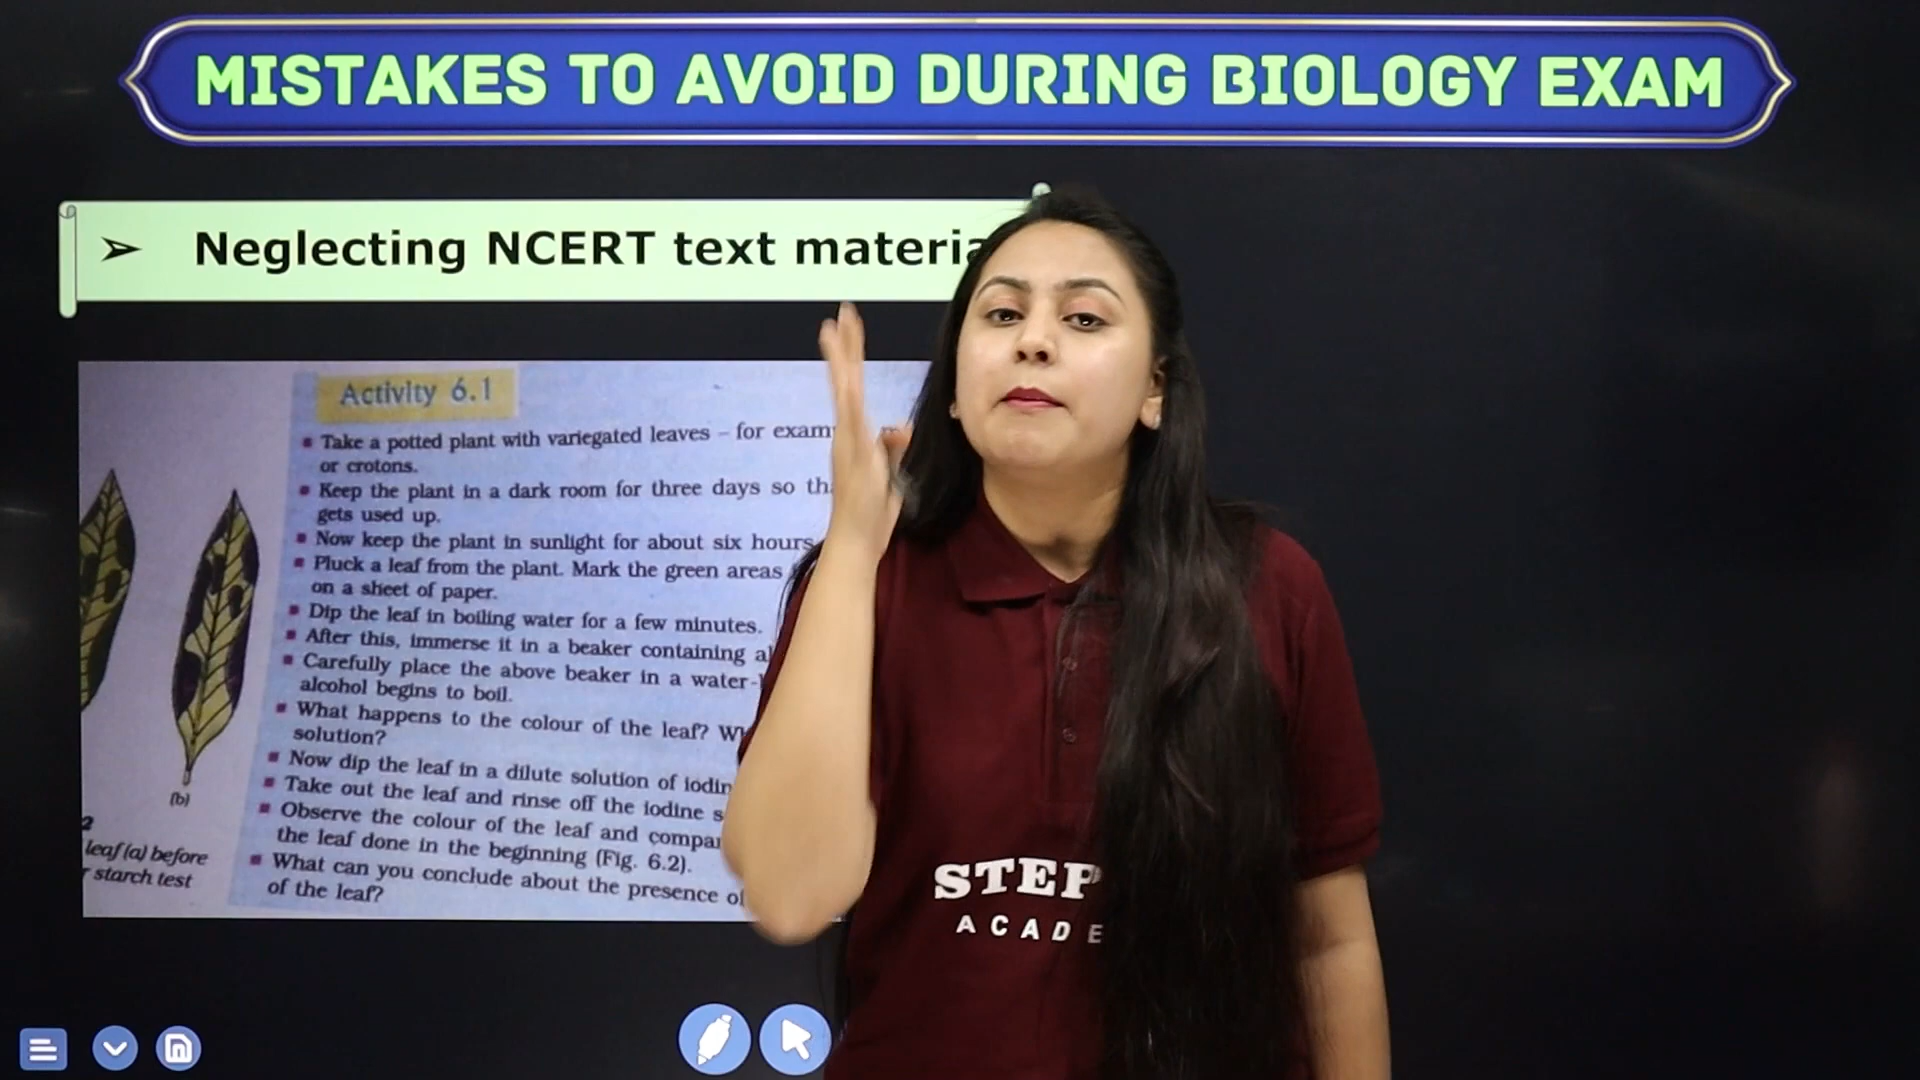 MISTAKES TO AVOID DURING BIOLOGY EXAM
➢ Neglecting NCERT text
Activity 6.1
Take a potted plant with variegated leaves – for
or crotons.
Keep the plant in a dark room for three days so
gets used up.
Now keep the plant in sunlight for about six hours
Pluck a leaf from the plant. Mark the green areas
on a sheet of paper.
Dip the leaf in boiling water for a few minutes.
After this, immerse it in a beaker containing
Carefully place the above beaker in a water-
alcohol begins to boil.
What happens to the colour of the leaf?
solution?
Now dip the leaf in a dilute solution of
Take out the leaf and rinse off the iodine
Observe the colour of the leaf and
the leaf done in the beginning (Fig. 6.2).
What can you conclude about the presence
of the leaf?
(b)
2
leaf (a) before
starch test
STEP
ACADE